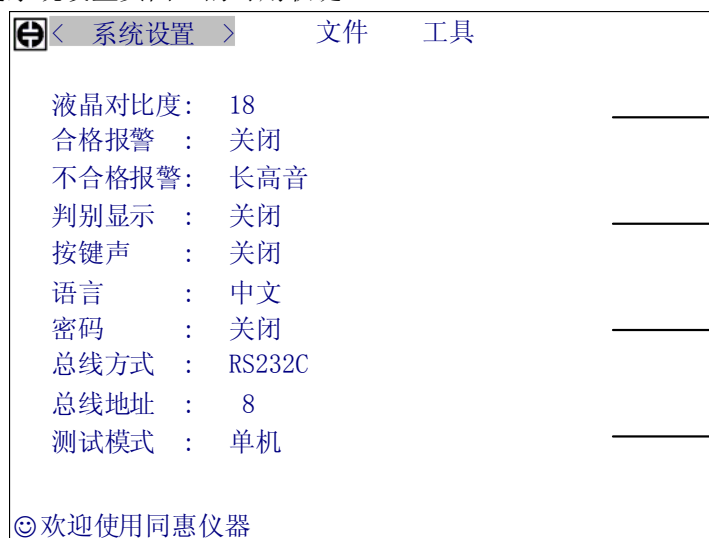 < 系统设置 > 文件 工具
液晶对比度: 18
合格报警 : 关闭
不合格报警: 长高音
判别显示 : 关闭
按键声 : 关闭
语言 : 中文
密码 : 关闭
总线方式 : RS232C
总线地址 : 8
测试模式 : 单机
☺欢迎使用同惠仪器